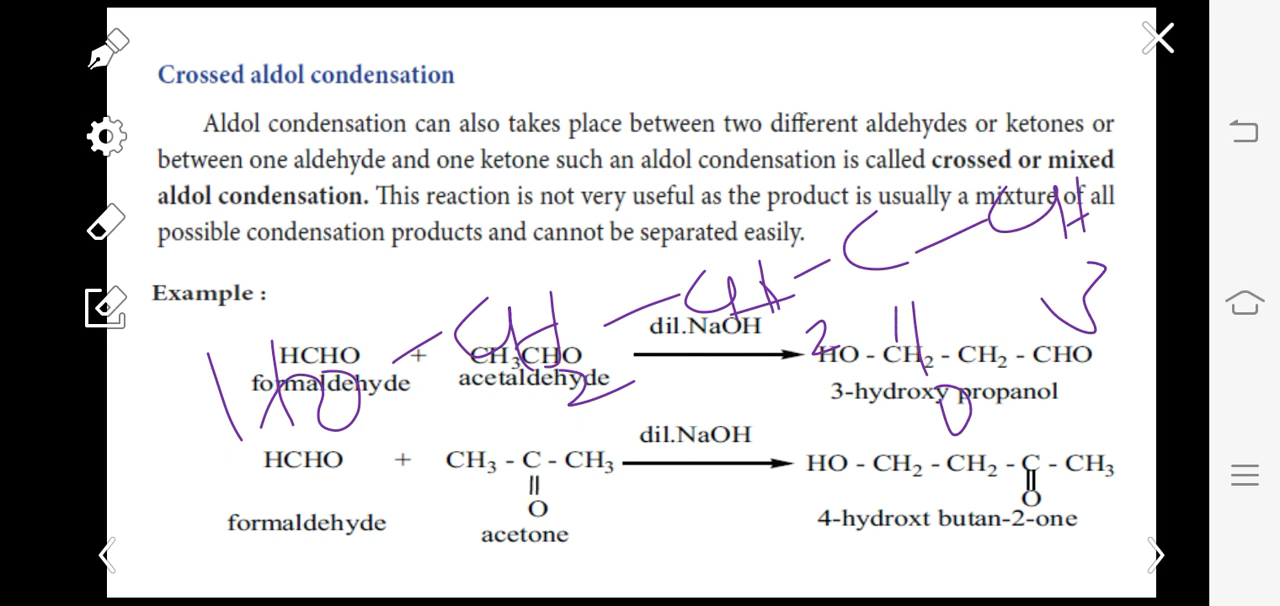 Crossed aldol condensation
Aldol condensation can also takes place between two different aldehydes or ketones or
between one aldehyde and one ketone such an aldol condensation is called crossed or mixed
aldol condensation. This reaction is not very useful as the product is usually a mixture of all
possible condensation products and cannot be separated easily.
HO - CH2 - CH2 - C - CH3
||
O
Example :
HCHO + CH3CHO dil.NaOH HO - CH2 - CH2 - CHO
formaldehyde acetaldehyde 3-hydroxy propanol
HCHO + CH3 - C - CH3 dil.NaOH HO - CH2 - CH2 - C - CH3
||
O
O
formaldehyde acetone 4-hydroxt butan-2-one